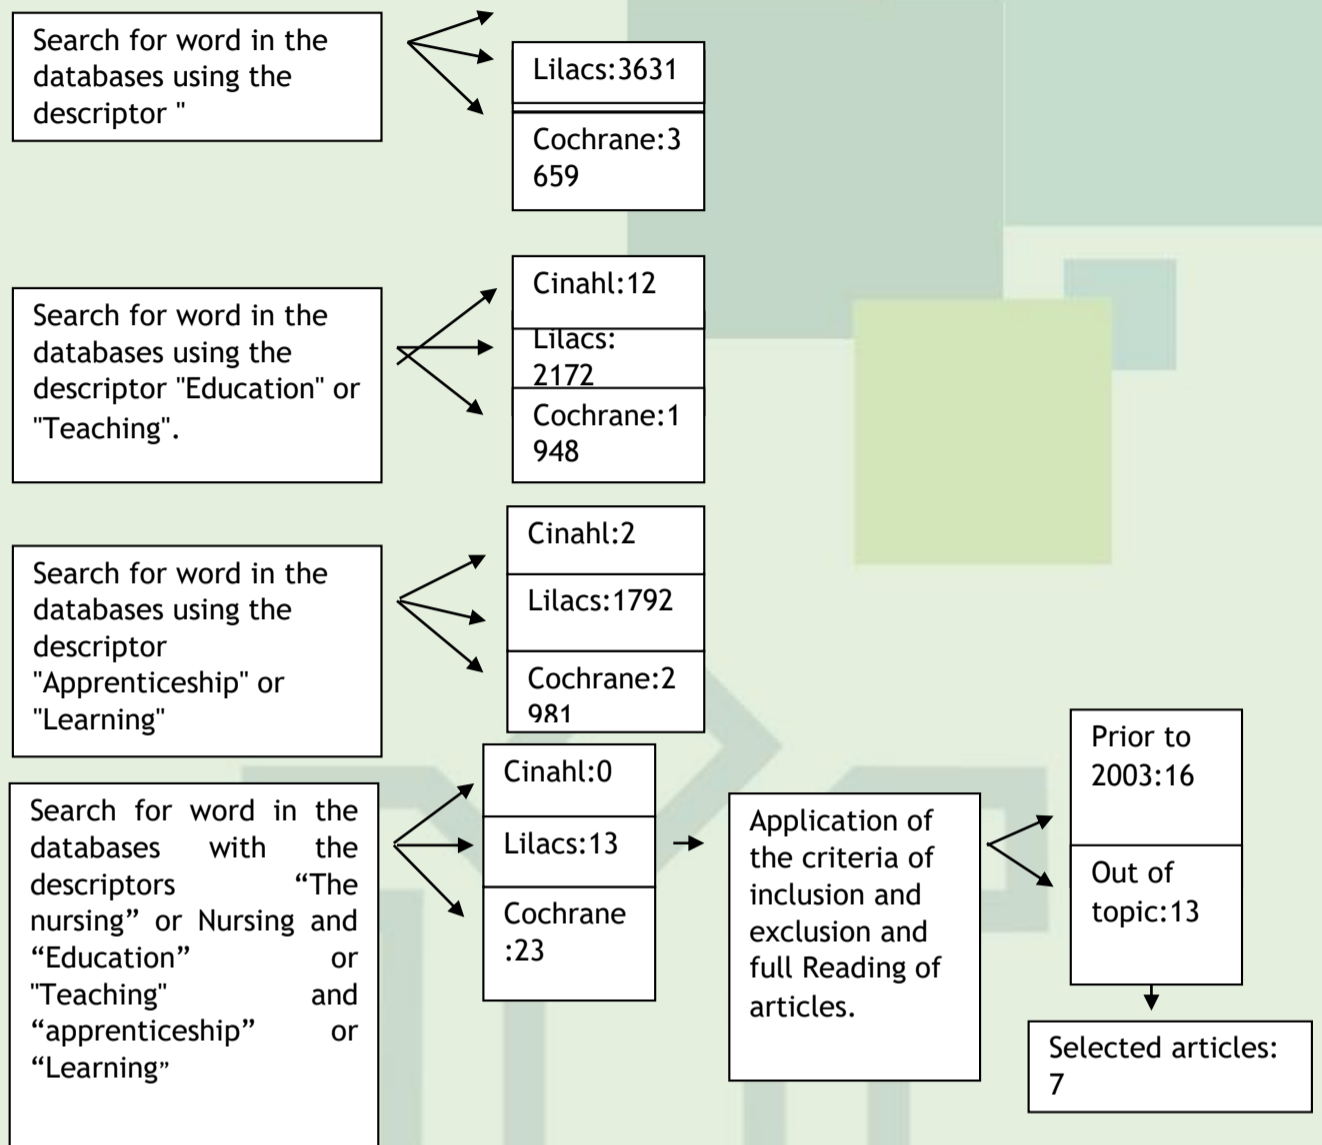 Search for word in the
databases using the
descriptor "
Lilacs:3631
Cochrane:3
659
Search for word in the
databases using the
descriptor "Education" or
"Teaching".
Cinahl:12
Lilacs:
2172
Cochrane:1
948
Search for word in the
databases using the
descriptor
"Apprenticeship" or
"Learning"
Cinahl:2
Lilacs:1792
Cochrane:2
981
Search for word in the
databases with the
descriptors “The
nursing” or Nursing and
“Education” or
"Teaching" and
“apprenticeship” or
“Learning”
Cinahl:0
Lilacs:13
Cochrane
:23
Application of
the criteria of
inclusion and
exclusion and
full Reading of
articles.
Prior to
2003:16
Out of
topic:13
Selected articles:
7